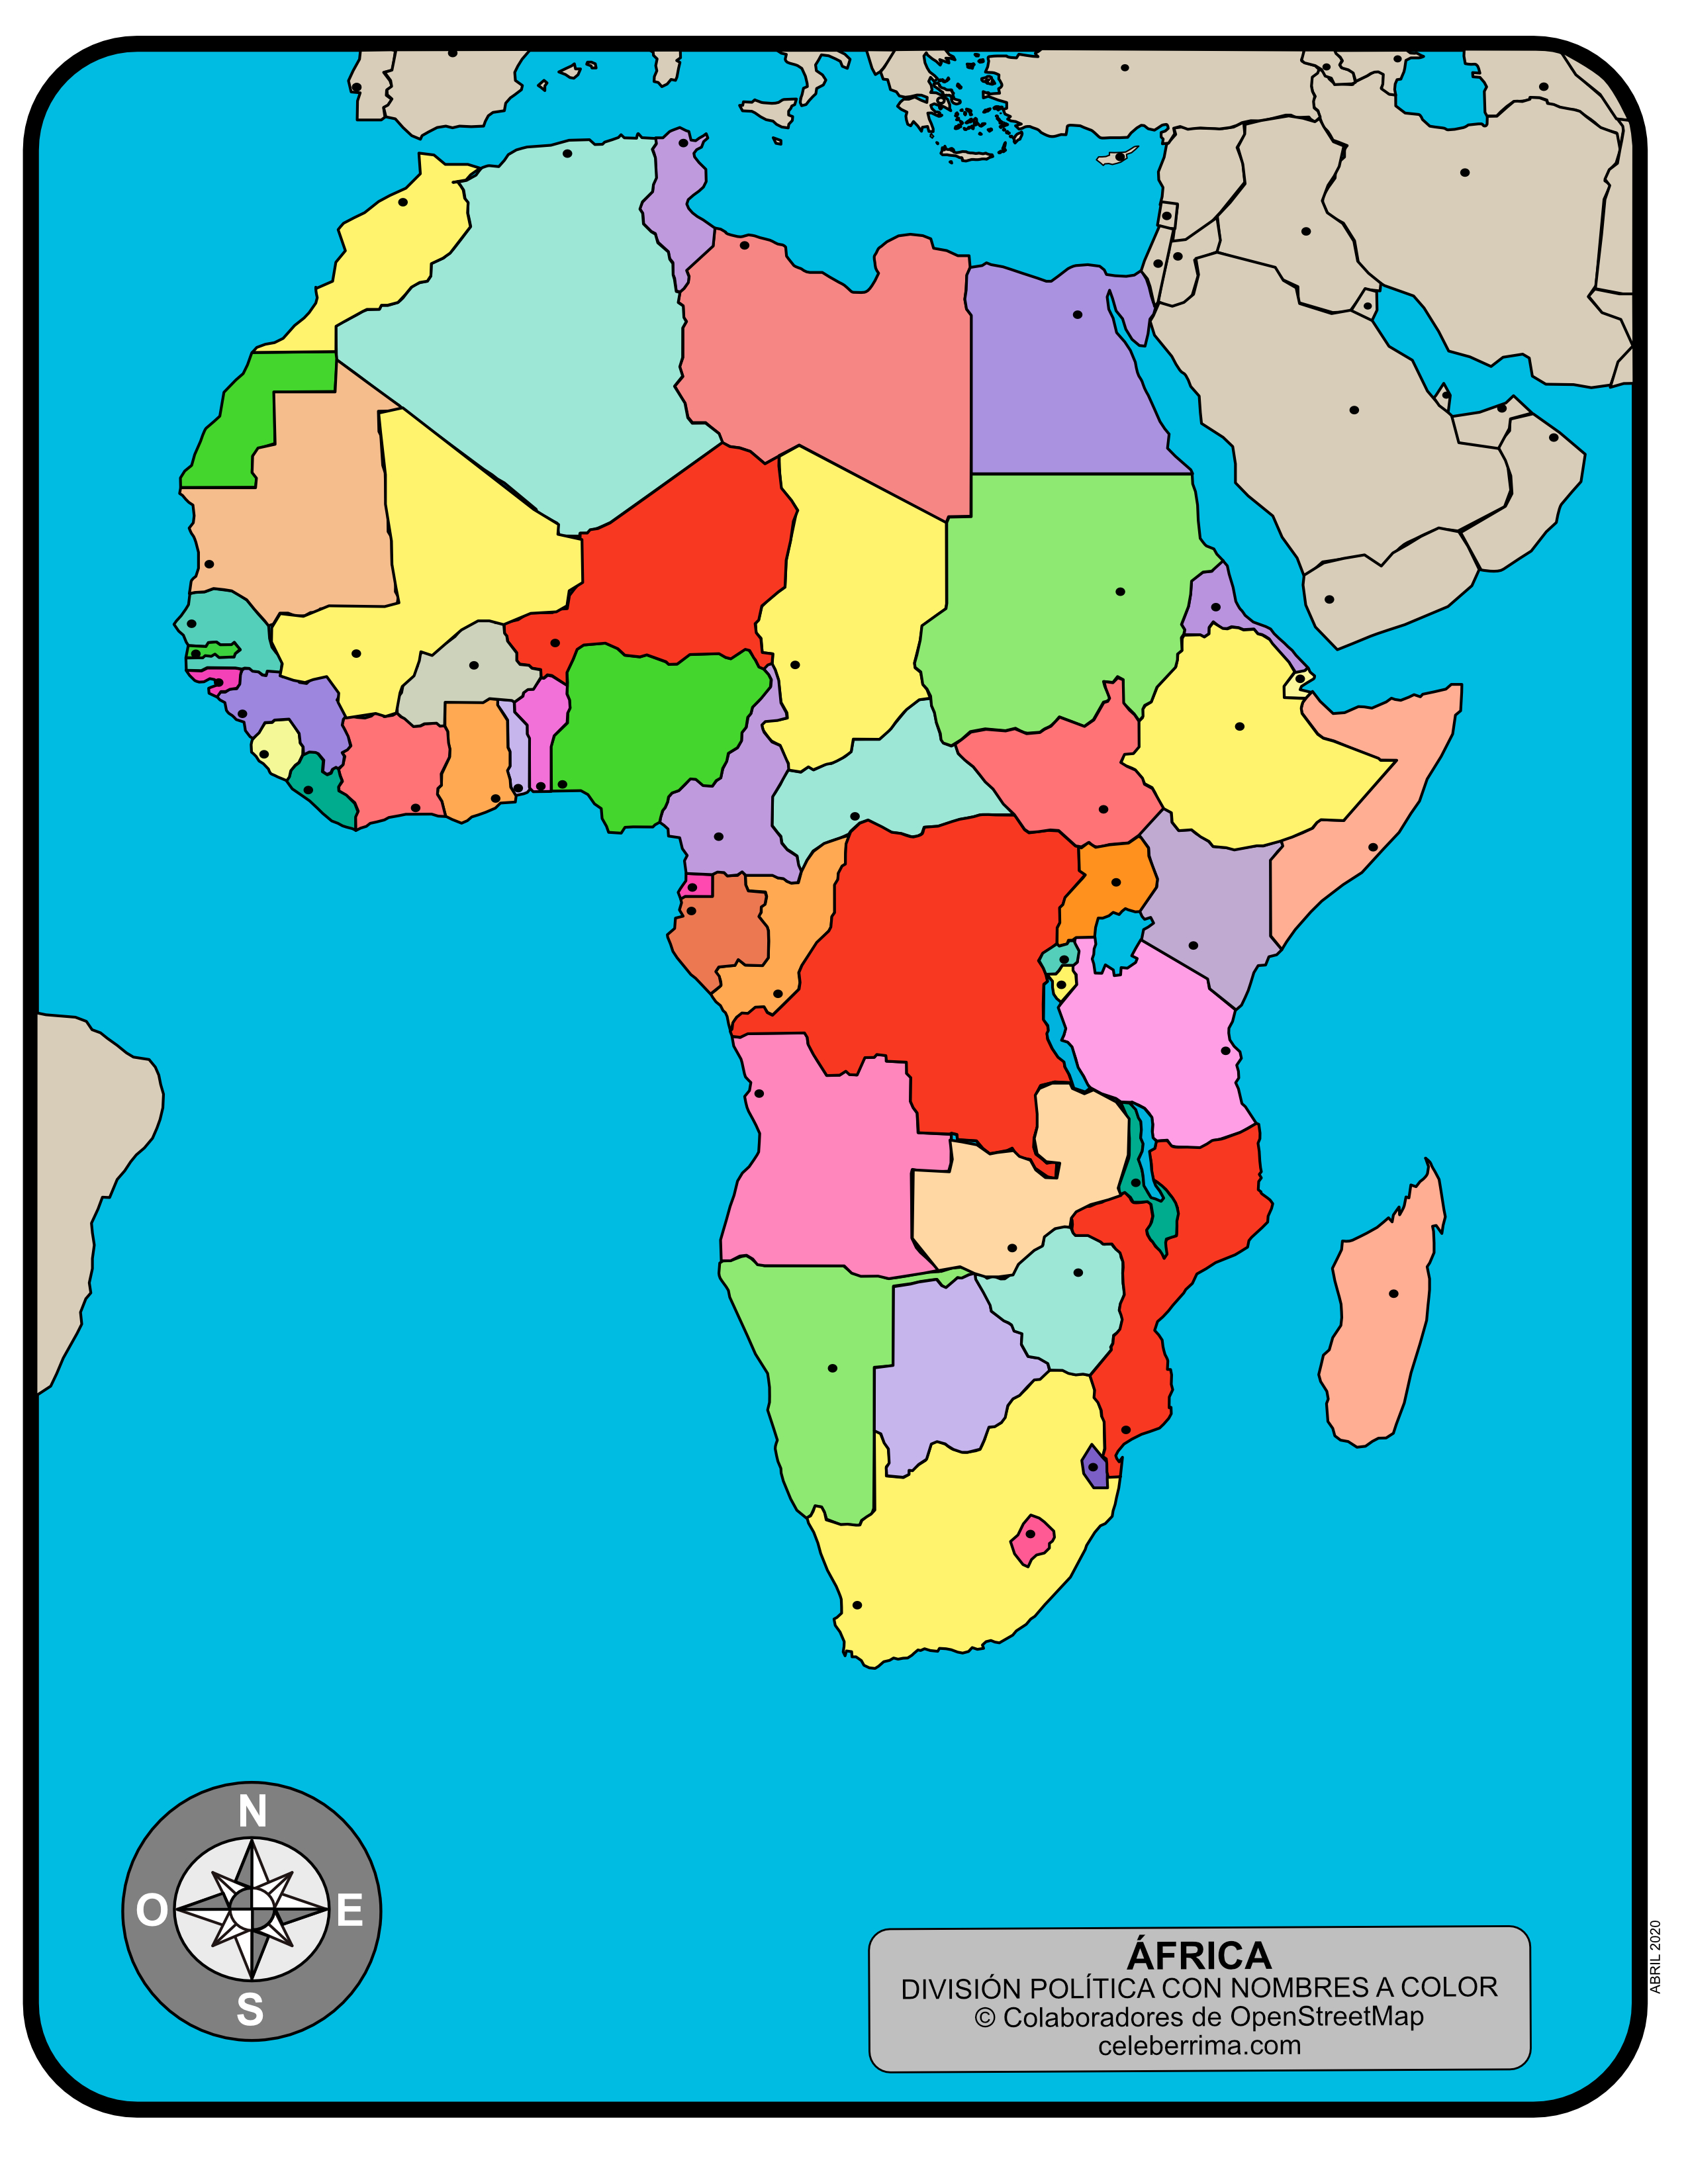 N
O
E
S
ÁFRICA
DIVISIÓN POLÍTICA CON NOMBRES A COLOR
© Colaboradores de OpenStreetMap
celeberrima.com
ABRIL 2020